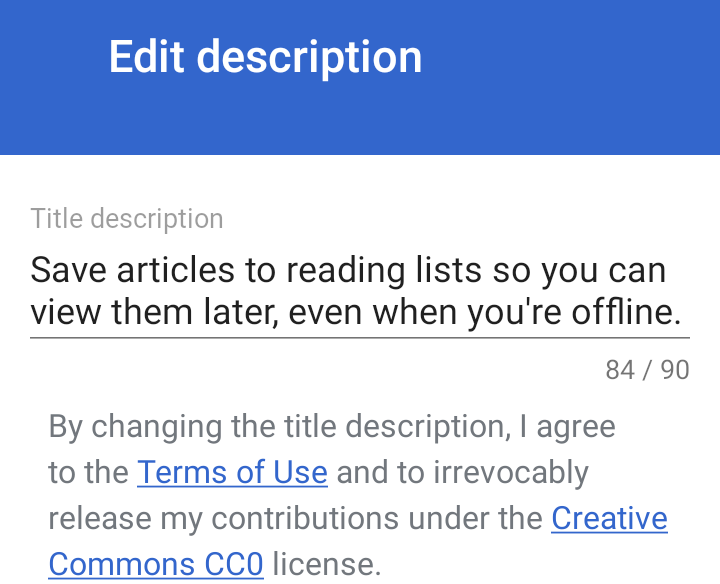 Edit description
Title description
Save articles to reading lists so you can
view them later, even when you're offline.
84 / 90
By changing the title description, I agree
to the Terms of Use and to irrevocably
release my contributions under the Creative
Commons CC0 license.